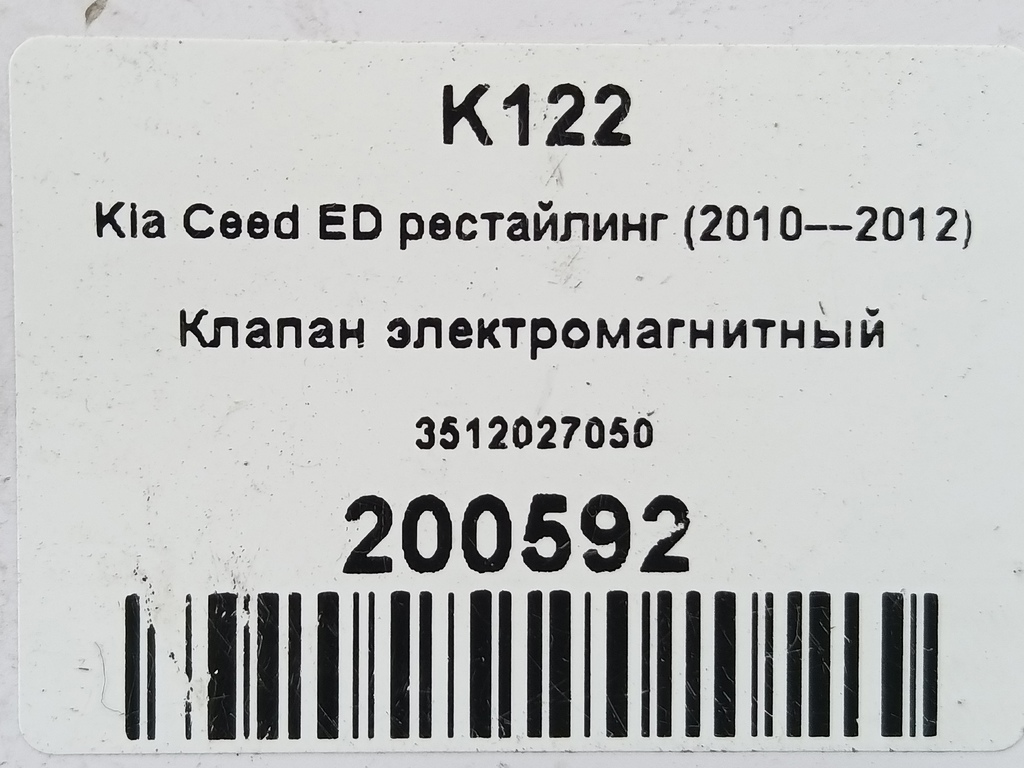 K122
Kia Ceed ED рестайлинг (2010—-2012)
Клапан электромагнитный
3512027050
200592